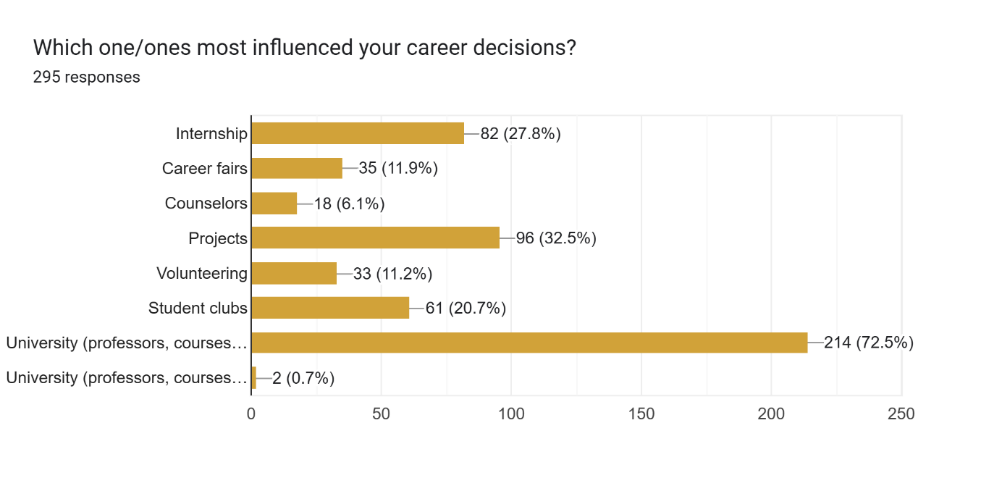 Which one/ones most influenced your career decisions?
295 responses
Internship 82 (27.8%)
Career fairs 35 (11.9%)
Counselors 18 (6.1%)
Projects 96 (32.5%)
Volunteering 33 (11.2%)
Student clubs 61 (20.7%)
University (professors, courses… 214 (72.5%)
University (professors, courses… 2 (0.7%)
0 50 100 150 200 250